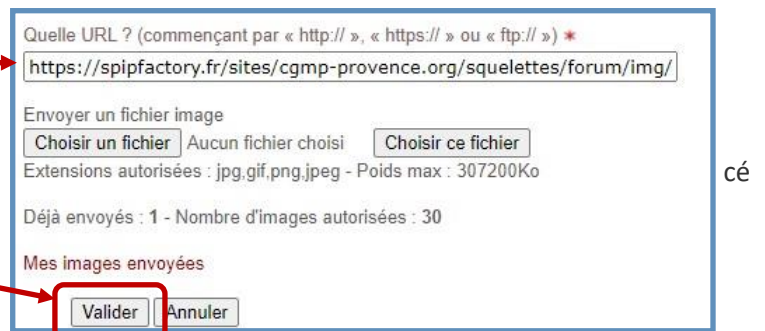 Quelle URL ? (commençant par « http:// », « https:// » ou « ftp:// ») *
https://spipfactory.fr/sites/cgmp-provence.org/squelettes/forum/img/
Envoyer un fichier image
Choisir un fichier Aucun fichier choisi Choisir ce fichier
Extensions autorisées : jpg,gif,png,jpeg - Poids max : 307200Ko
cé
Déjà envoyés : 1 - Nombre d'images autorisées : 30
Mes images envoyées
Valider Annuler